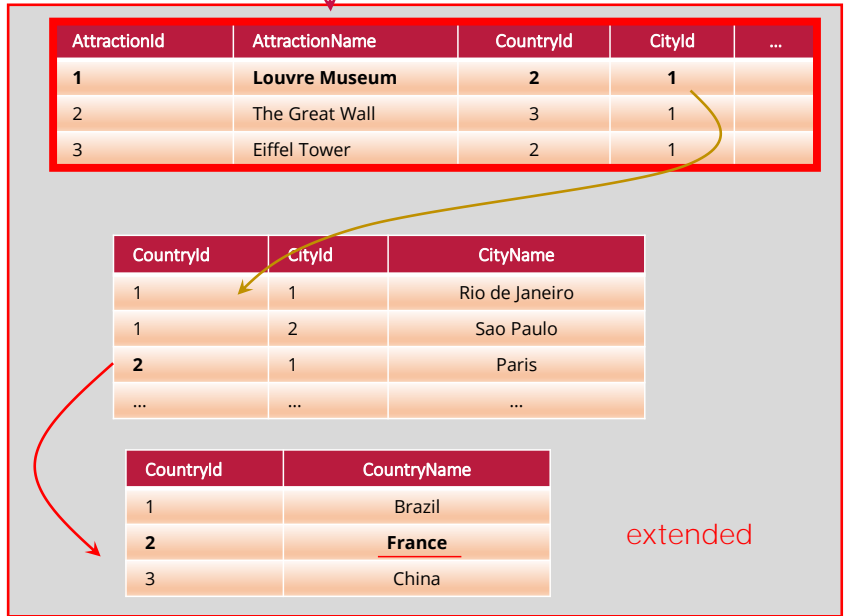 AttractionId AttractionName CountryId CityId ...
1 Louvre Museum 2 1
2 The Great Wall 3 1
3 Eiffel Tower 2 1
CountryId CityId CityName
1 1 Rio de Janeiro
1 2 Sao Paulo
2 1 Paris
... ... ...
CountryId CountryName
1 Brazil
2 France
3 China
extended